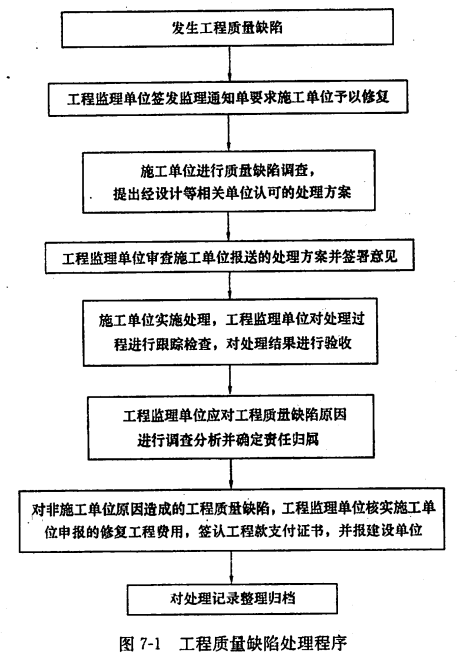 发生工程质量缺陷
工程监理单位签发监理通知单要求施工单位予以修复
施工单位进行质量缺陷调查，
提出经设计等相关单位认可的处理方案
工程监理单位审查施工单位报送的处理方案并签署意见
施工单位实施处理，工程监理单位对处理过
程进行跟踪检查，对处理结果进行验收
工程监理单位应对工程质量缺陷原因
进行调查分析并确定责任归属
对非施工单位原因造成的工程质量缺陷，工程监理单位核实施工单
位申报的修复工程费用，签认工程款支付证书，并报建设单位
对处理记录整理归档
图 7-1 工程质量缺陷处理程序